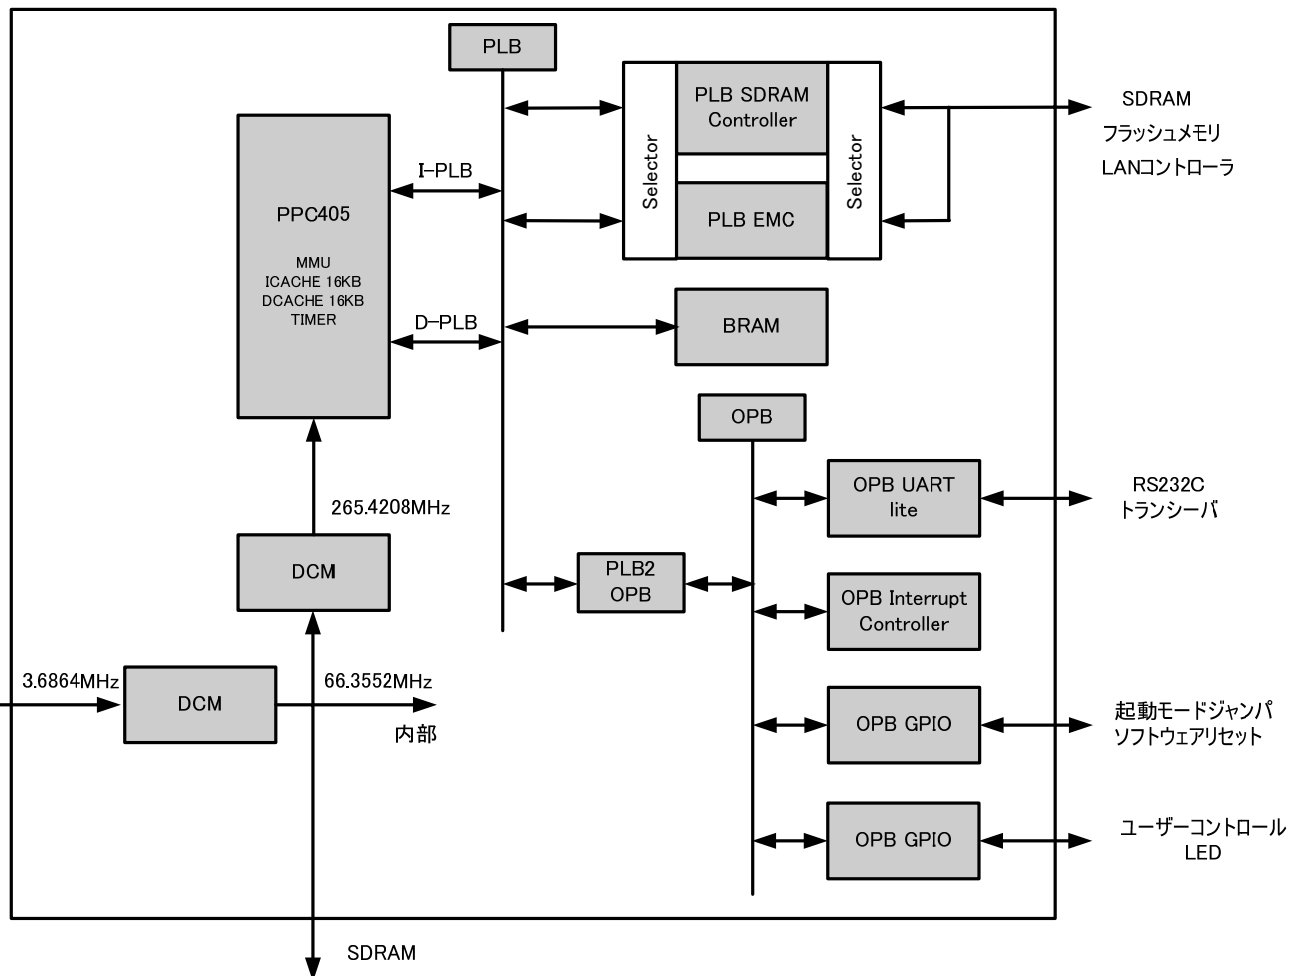 PLB
PLB SDRAM
Controller
Selector
Selector
PLB EMC
SDRAM
フラッシュメモリ
LANコントローラ
I-PLB
PPC405
MMU
ICACHE 16KB
DCACHE 16KB
TIMER
D-PLB
BRAM
OPB
OPB UART
lite
RS232C
トランシーバ
265.4208MHz
DCM
PLB2
OPB
OPB Interrupt
Controller
3.6864MHz
DCM
66.3552MHz
内部
OPB GPIO
起動モードジャンパ
ソフトウェアリセット
OPB GPIO
ユーザーコントロール
LED
SDRAM